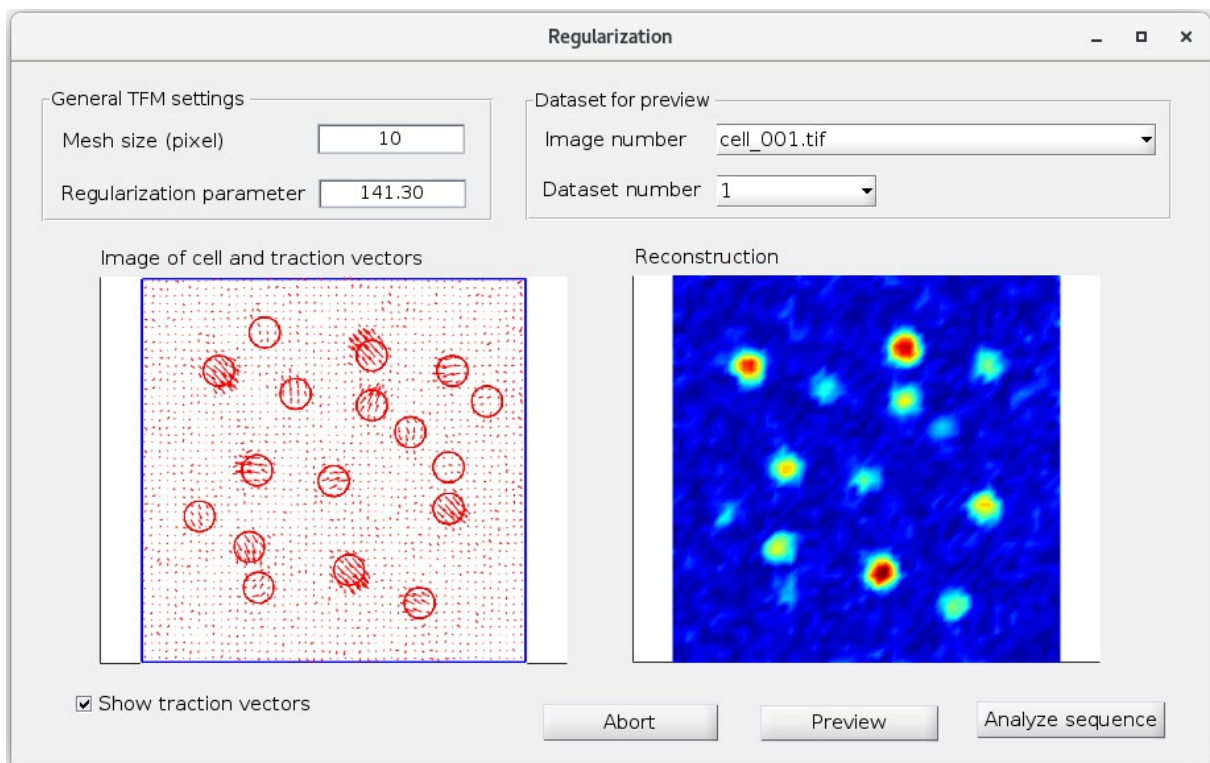 Regularization
General TFM settings
Mesh size (pixel) 10
Regularization parameter 141.30
Dataset for preview
Image number cell_001.tif
Dataset number 1
Image of cell and traction vectors
Reconstruction
Show traction vectors
Abort
Preview
Analyze sequence